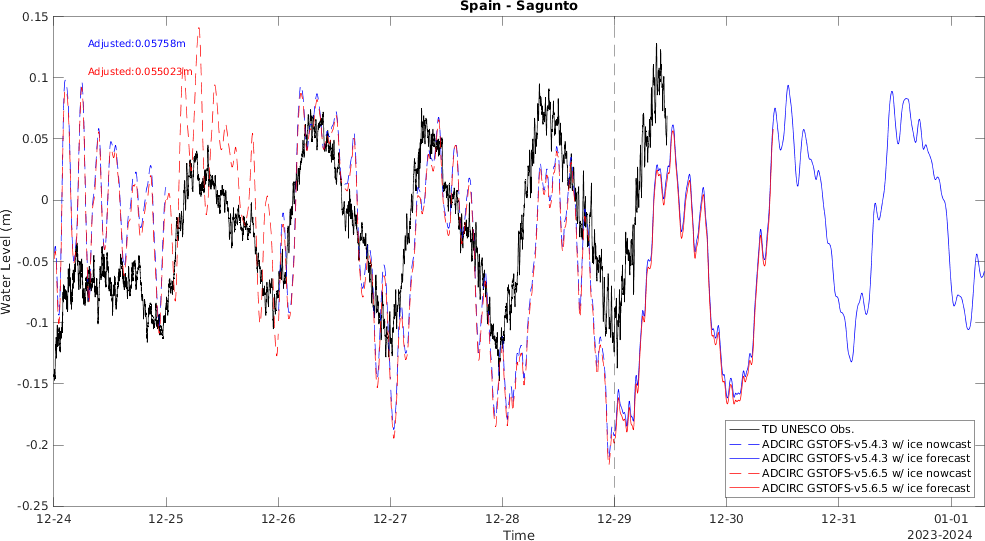 Spain - Sagunto
0.15
0.1
0.05
0
-0.05
-0.1
-0.15
-0.2
-0.25
Water Level (m)
Adjusted:0.05758m
Adjusted:0.055023m
TD UNESCO Obs.
ADCIRC GSTOFS-v5.4.3 w/ ice nowcast
ADCIRC GSTOFS-v5.4.3 w/ ice forecast
ADCIRC GSTOFS-v5.6.5 w/ ice nowcast
ADCIRC GSTOFS-v5.6.5 w/ ice forecast
12-24 12-25 12-26 12-27 12-28 12-29 12-30 12-31 01-01
Time
2023-2024